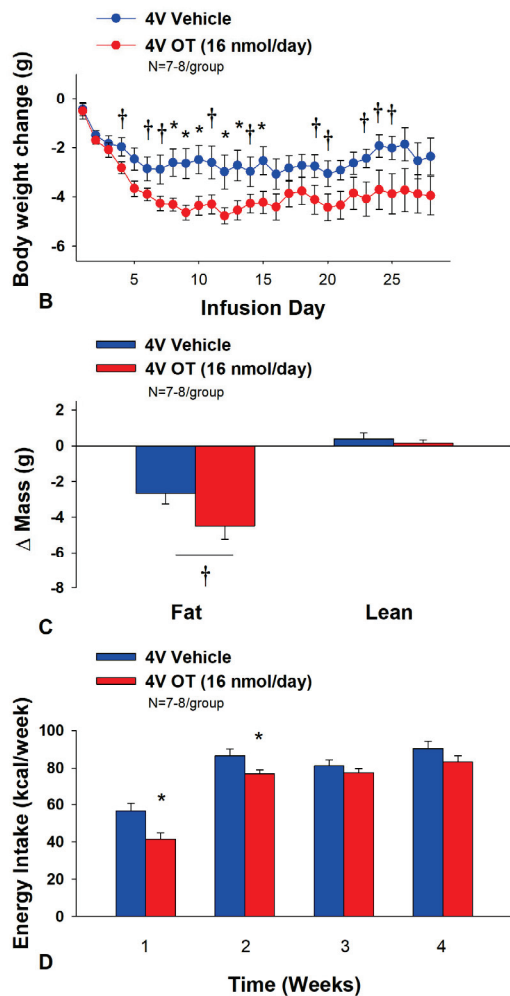 4V Vehicle
4V OT (16 nmol/day)
N=7-8/group
Body weight change (g)
0
-2
-4
-6
† † † * * * † * * † * † † † † †
5 10 15 20 25
Infusion Day
B
4V Vehicle
4V OT (16 nmol/day)
N=7-8/group
Δ Mass (g)
2
0
-2
-4
-6
-8
†
Fat Lean
C
4V Vehicle
4V OT (16 nmol/day)
N=7-8/group
Energy Intake (kcal/week)
100
80
60
40
20
0
* *
1 2 3 4
Time (Weeks)
D